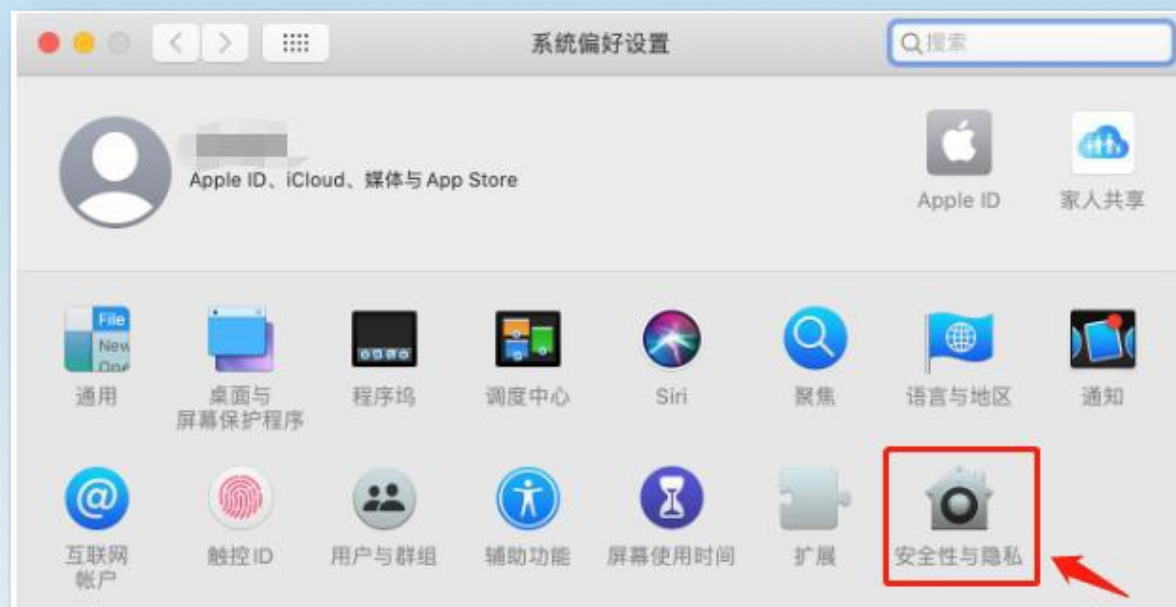 系统偏好设置
搜索
Apple ID、iCloud、媒体与 App Store
Apple ID
家人共享
File
New
Ope
通用
桌面与
屏幕保护程序
程序坞
调度中心
Siri
聚焦
语言与地区
通知
互联网
帐户
触控 ID
用户与群组
辅助功能
屏幕使用时间
扩展
安全性与隐私